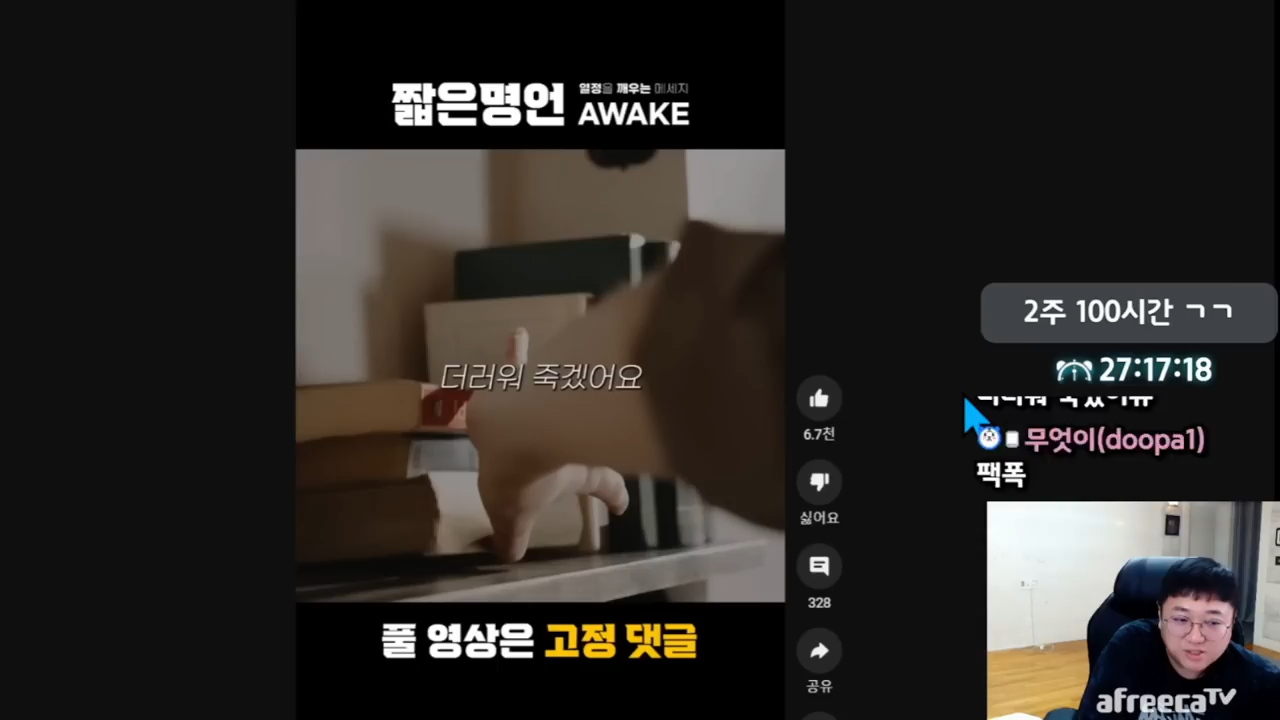 짧은명언
열정을 깨우는 메세지
AWAKE
더러워 죽겠어요
풀 영상은 고정 댓글
6.7천
싫어요
328
공유
2주 100시간 ㄱㄱ
27:17:18
무엇이(doopa1)
팩폭
afreecaTV